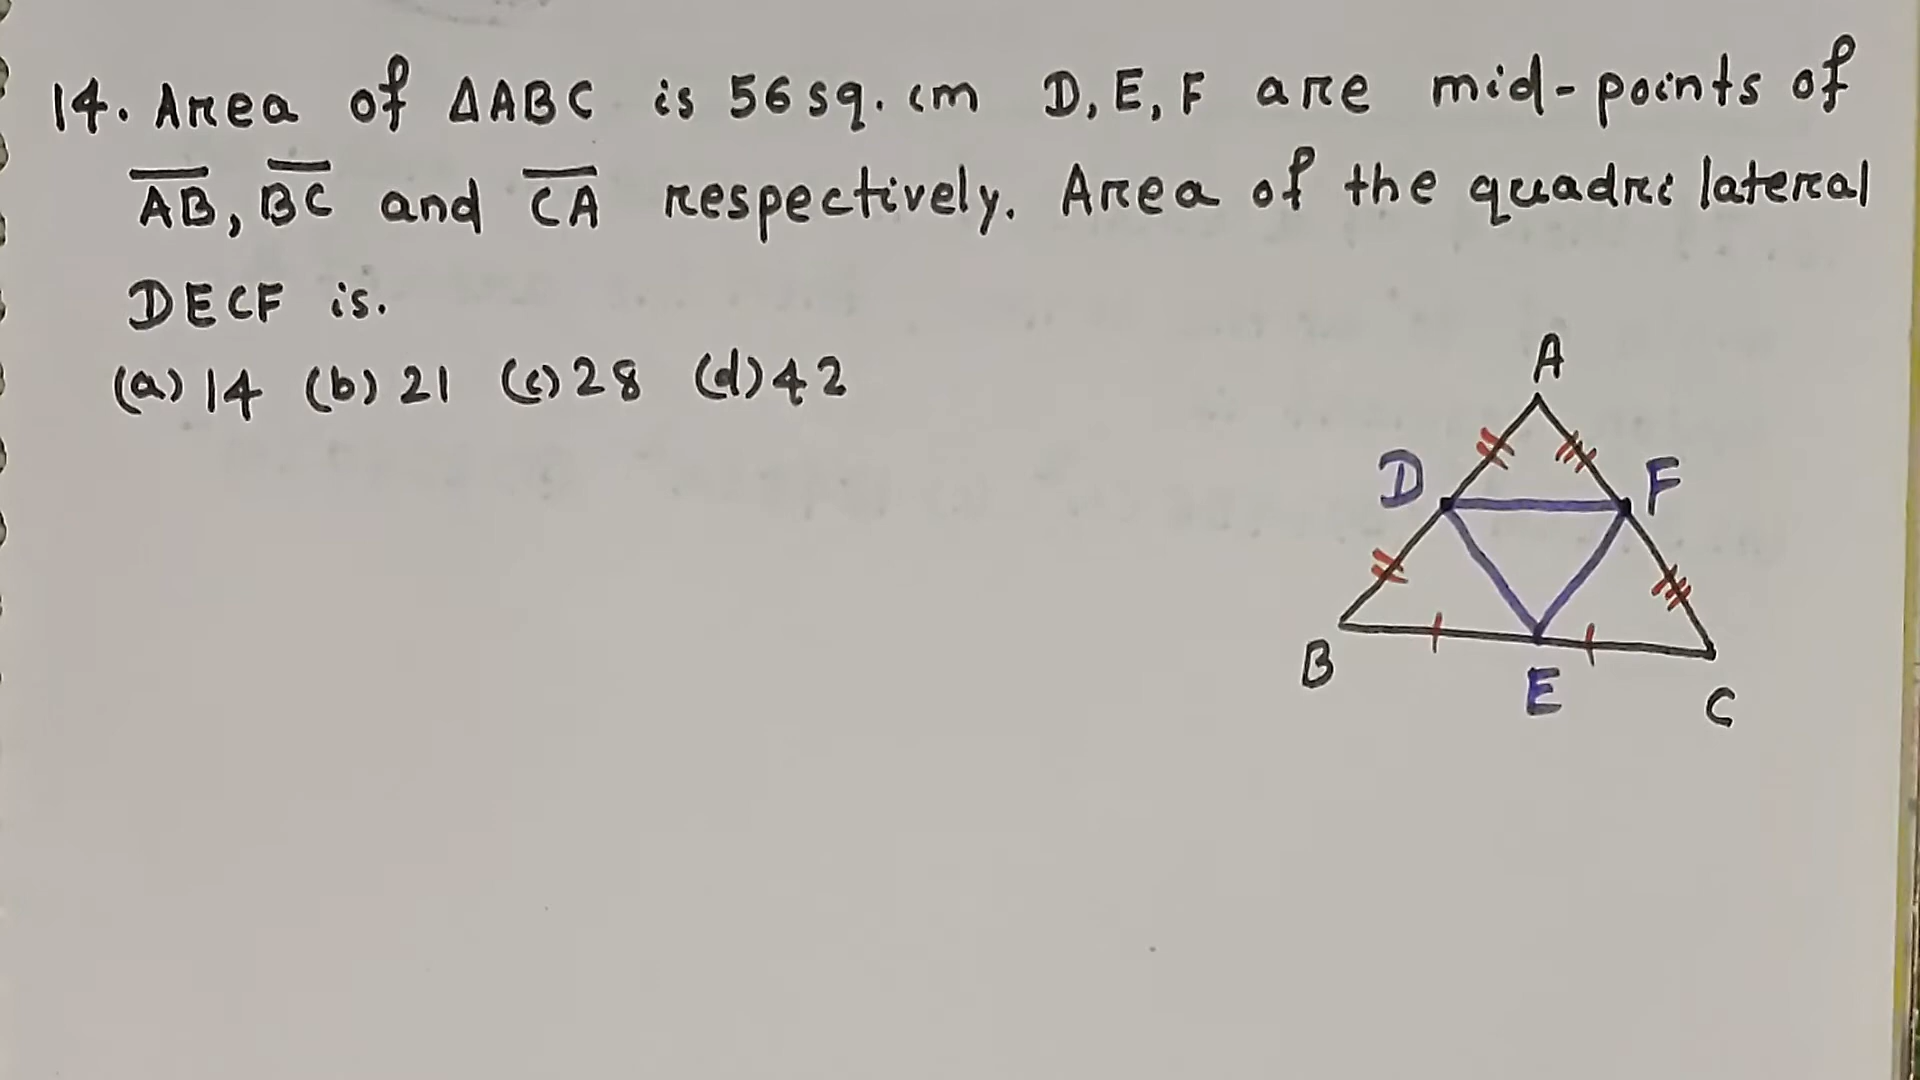 14. Area of ΔABC is 56 sq. cm D, E, F are mid-points of
AB, BC and CA respectively. Area of the quadrilateral
DECF is.
(a) 14 (b) 21 (c) 28 (d) 42
A
D
F
B
E
C